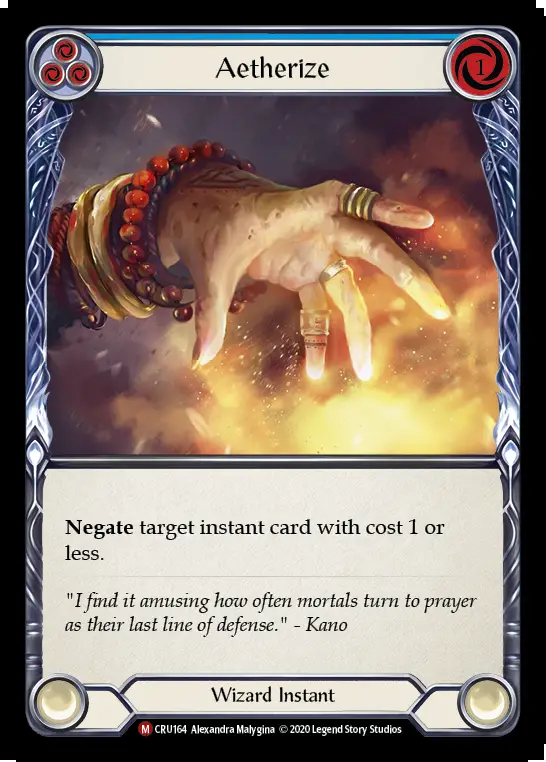 1
Aetherize
Negate target instant card with cost 1 or
less.
"I find it amusing how often mortals turn to prayer
as their last line of defense." - Kano
Wizard Instant
M CRU164 Alexandra Malygina © 2020 Legend Story Studios